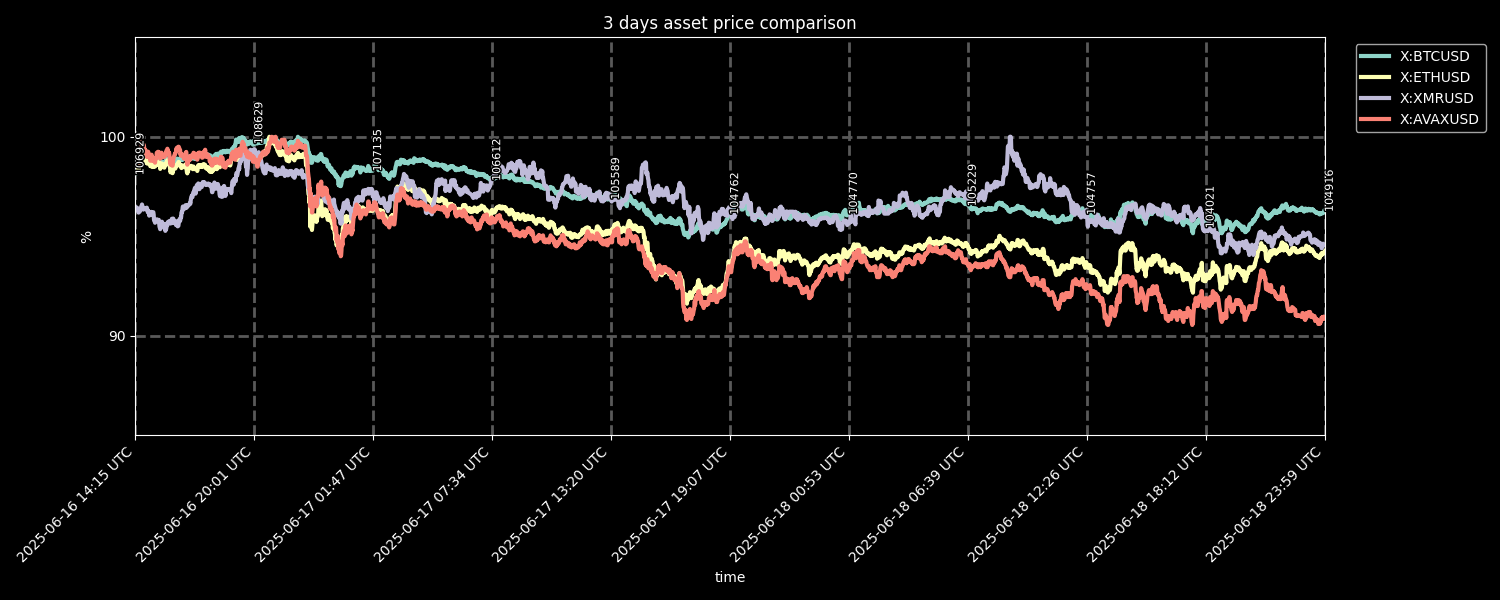 3 days asset price comparison
X:BTCUSD
X:ETHUSD
X:XMRUSD
X:AVAXUSD
100
90
%
106929
108629
107135
106612
105589
104762
104770
105229
104757
104021
104916
2025-06-16 14:15 UTC
2025-06-16 20:01 UTC
2025-06-17 01:47 UTC
2025-06-17 07:34 UTC
2025-06-17 13:20 UTC
2025-06-17 19:07 UTC
2025-06-18 00:53 UTC
2025-06-18 06:39 UTC
2025-06-18 12:26 UTC
2025-06-18 18:12 UTC
2025-06-18 23:59 UTC
time